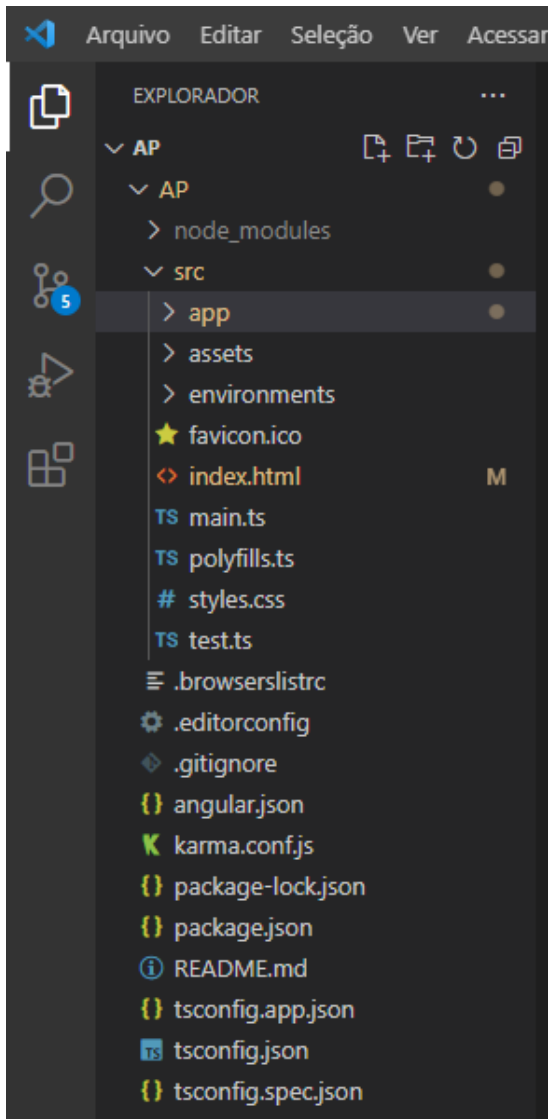 Arquivo Editar Seleção Ver Acessar
EXPLORADOR ...
AP
AP
node_modules
src
5
app
assets
environments
favicon.ico
<> index.html M
TS main.ts
TS polyfills.ts
# styles.css
TS test.ts
.browserslistrc
.editorconfig
.gitignore
{} angular.json
K karma.conf.js
{} package-lock.json
{} package.json
README.md
{} tsconfig.app.json
TS tsconfig.json
{} tsconfig.spec.json